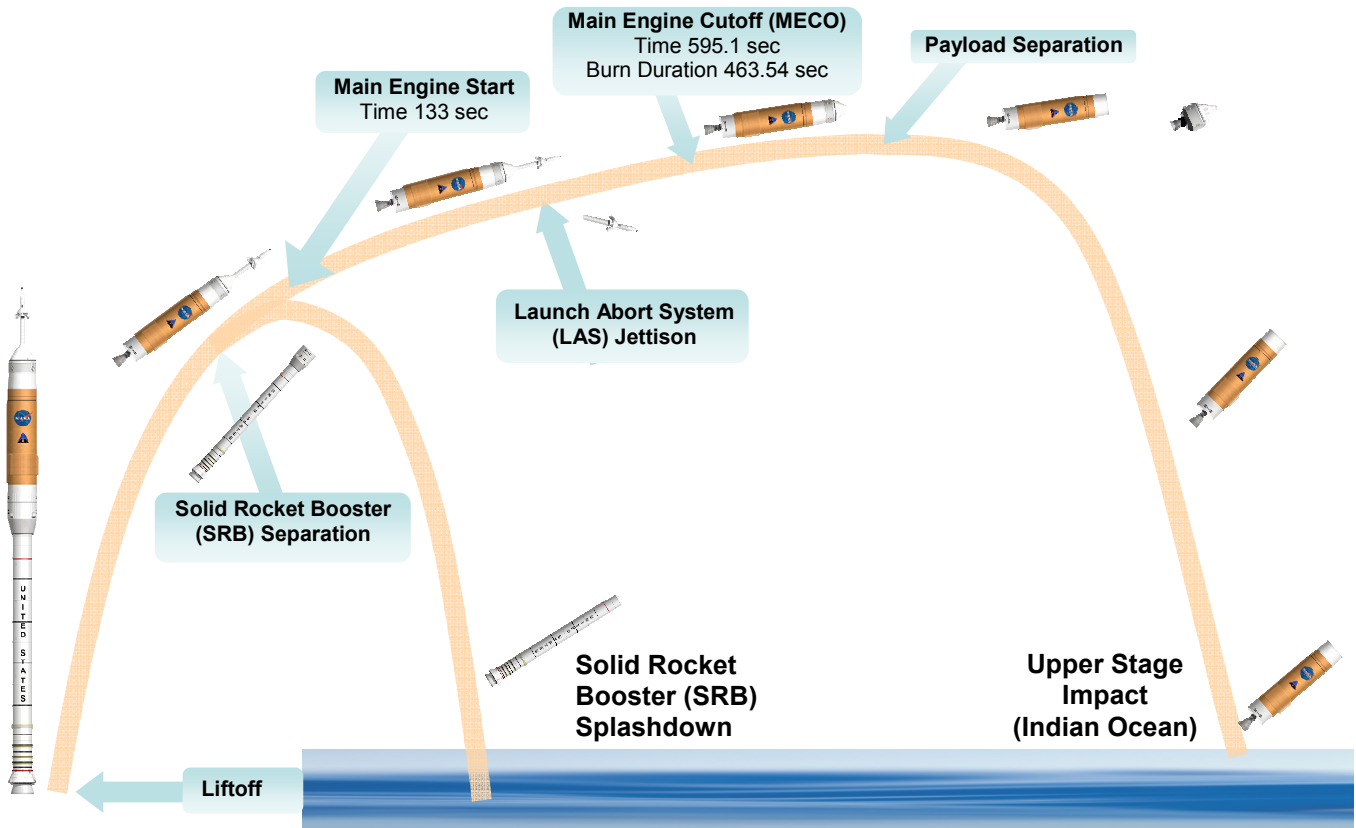 Main Engine Cutoff (MECO)
Time 595.1 sec
Burn Duration 463.54 sec
Payload Separation
Main Engine Start
Time 133 sec
Launch Abort System
(LAS) Jettison
Solid Rocket Booster
(SRB) Separation
UNITED STATES
Solid Rocket
Booster (SRB)
Splashdown
Upper Stage
Impact
(Indian Ocean)
Liftoff